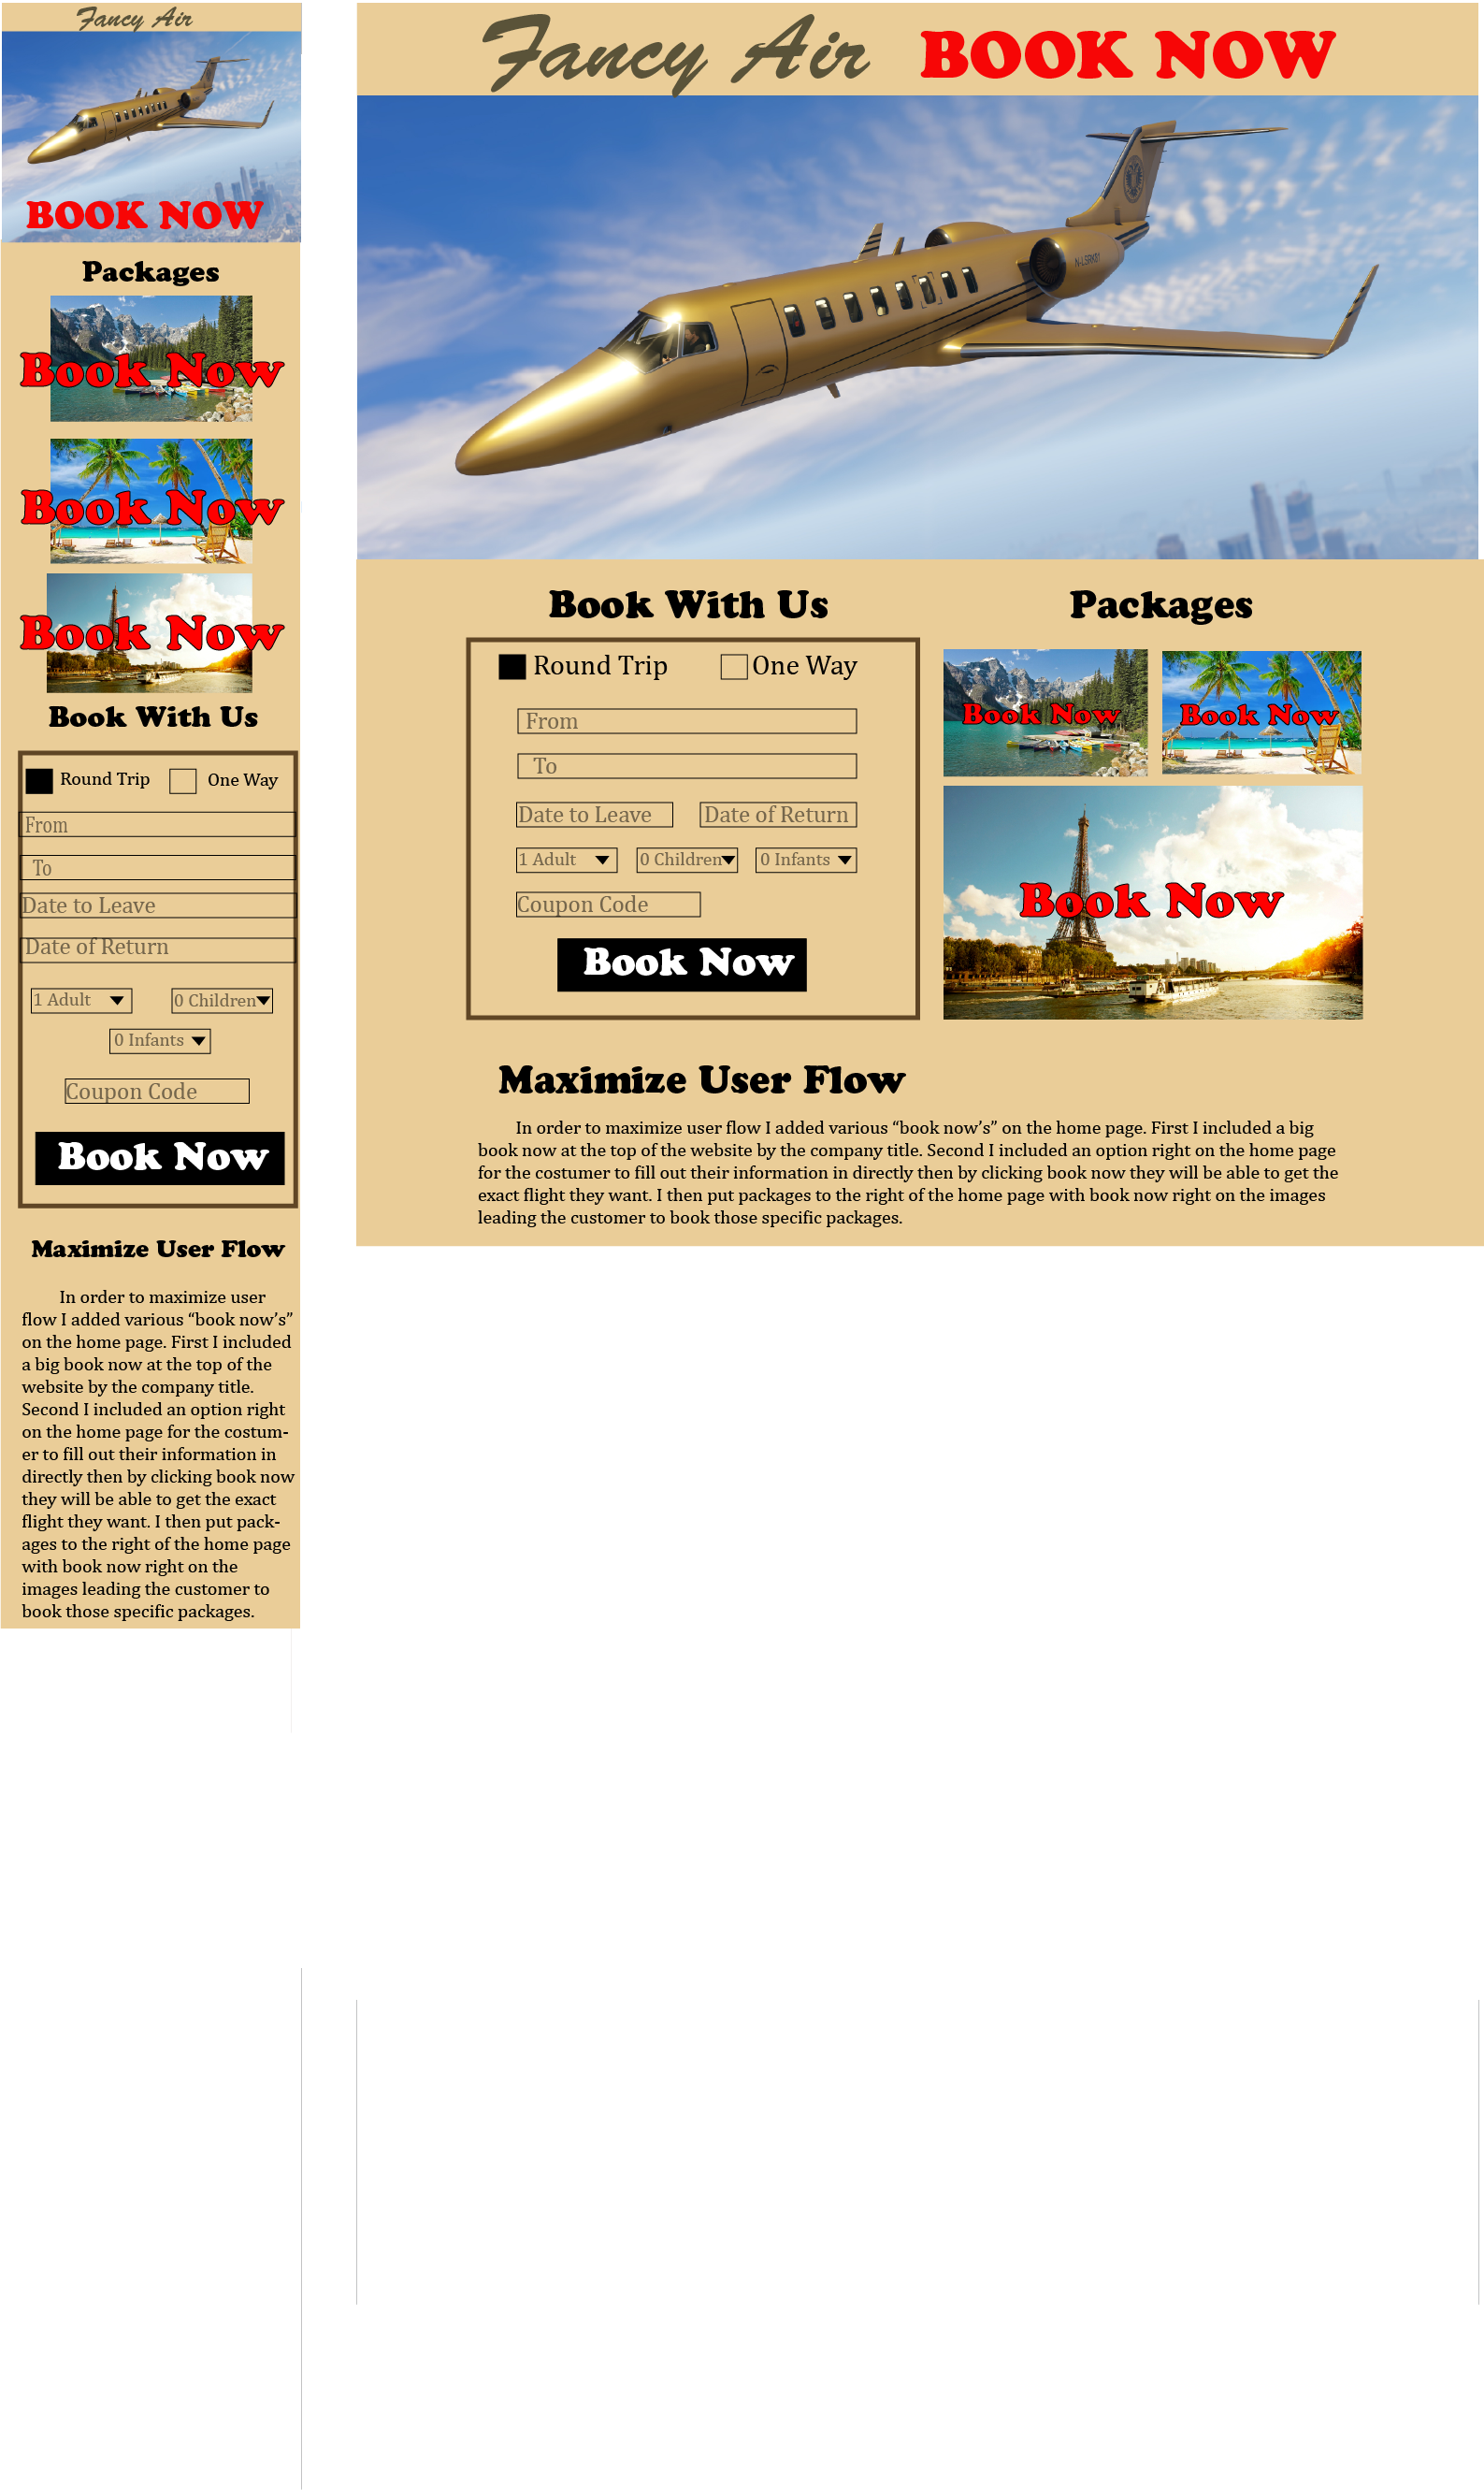 Fancy Air
BOOK NOW
Packages
Book Now
Book Now
Book Now
Book With Us
Round Trip One Way
From
To
Date to Leave
Date of Return
1 Adult 0 Children
0 Infants
Coupon Code
Book Now
Maximize User Flow
In order to maximize user
flow I added various “book now’s”
on the home page. First I included
a big book now at the top of the
website by the company title.
Second I included an option right
on the home page for the costum-
er to fill out their information in
directly then by clicking book now
they will be able to get the exact
flight they want. I then put pack-
ages to the right of the home page
with book now right on the
images leading the customer to
book those specific packages.
Fancy Air BOOK NOW
N-L5RK81
Book With Us
Round Trip One Way
From
To
Date to Leave Date of Return
1 Adult 0 Children 0 Infants
Coupon Code
Book Now
Packages
Book Now Book Now
Book Now
Maximize User Flow
In order to maximize user flow I added various “book now’s” on the home page. First I included a big
book now at the top of the website by the company title. Second I included an option right on the home page
for the costumer to fill out their information in directly then by clicking book now they will be able to get the
exact flight they want. I then put packages to the right of the home page with book now right on the images
leading the customer to book those specific packages.